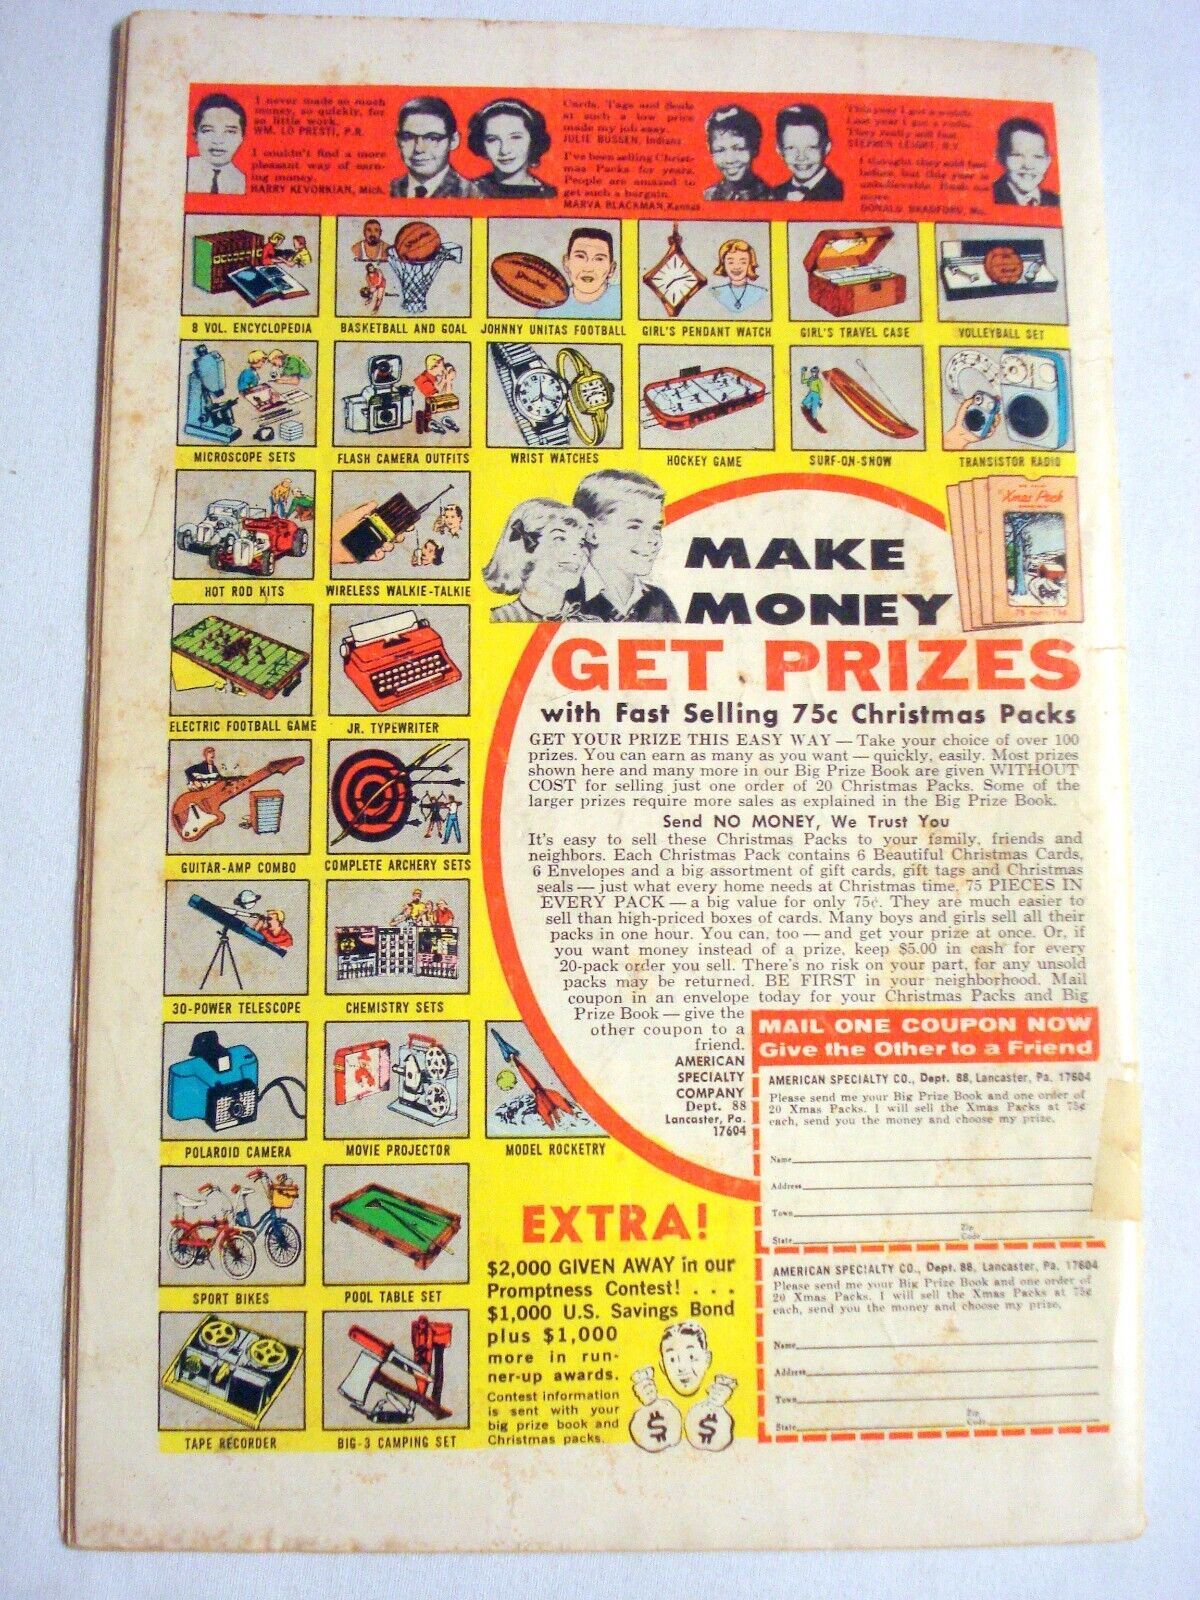 I never made so much
money, so quickly, for
so little work.
WM. LO PRESTI, P.R.
I couldn't find a more
pleasant way of earn-
ing money.
HARRY KEVORKIAN, Mich.
Cards, Tags and Seals
at such a low price
made my job easy.
JULIE BUSSEN, Indiana
I've been selling Christ-
mas Packs for years.
People are amazed to
get such a bargain.
MARVA BLACKMAN, Kansas
This year I got a watch.
Last year I got a radio.
They really sell fast.
STEPHEN LEIGHT, N.Y.
I thought they sold fast
before, but this year is
unbelievable. Rush me
more.
DONALD BRADFORD, Mo.
8 VOL. ENCYCLOPEDIA
BASKETBALL AND GOAL
JOHNNY UNITAS FOOTBALL
GIRL'S PENDANT WATCH
GIRL'S TRAVEL CASE
VOLLEYBALL SET
MICROSCOPE SETS
FLASH CAMERA OUTFITS
WRIST WATCHES
HOCKEY GAME
SURF-ON-SNOW
TRANSISTOR RADIO
HOT ROD KITS
WIRELESS WALKIE-TALKIE
ELECTRIC FOOTBALL GAME
JR. TYPEWRITER
GUITAR-AMP COMBO
COMPLETE ARCHERY SETS
30-POWER TELESCOPE
CHEMISTRY SETS
POLAROID CAMERA
MOVIE PROJECTOR
MODEL ROCKETRY
SPORT BIKES
POOL TABLE SET
TAPE RECORDER
BIG-3 CAMPING SET
Xmas Pack
MAKE
MONEY
GET PRIZES
with Fast Selling 75c Christmas Packs
GET YOUR PRIZE THIS EASY WAY — Take your choice of over 100
prizes. You can earn as many as you want — quickly, easily. Most prizes
shown here and many more in our Big Prize Book are given WITHOUT
COST for selling just one order of 20 Christmas Packs. Some of the
larger prizes require more sales as explained in the Big Prize Book.
Send NO MONEY, We Trust You
It's easy to sell these Christmas Packs to your family, friends and
neighbors. Each Christmas Pack contains 6 Beautiful Christmas Cards,
6 Envelopes and a big assortment of gift cards, gift tags and Christmas
seals — just what every home needs at Christmas time. 75 PIECES IN
EVERY PACK — a big value for only 75¢. They are much easier to
sell than high-priced boxes of cards. Many boys and girls sell all their
packs in one hour. You can, too — and get your prize at once. Or, if
you want money instead of a prize, keep $5.00 in cash for every
20-pack order you sell. There's no risk on your part, for any unsold
packs may be returned. BE FIRST in your neighborhood. Mail
coupon in an envelope today for your Christmas Packs and Big
Prize Book — give the
other coupon to a
friend.
AMERICAN
SPECIALTY
COMPANY
Dept. 88
Lancaster, Pa.
17604
MAIL ONE COUPON NOW
Give the Other to a Friend
AMERICAN SPECIALTY CO., Dept. 88, Lancaster, Pa. 17604
Please send me your Big Prize Book and one order of
20 Xmas Packs. I will sell the Xmas Packs at 75¢
each, send you the money and choose my prize.
Name
Address
Town
State Zip Code
AMERICAN SPECIALTY CO., Dept. 88, Lancaster, Pa. 17604
Please send me your Big Prize Book and one order of
20 Xmas Packs. I will sell the Xmas Packs at 75¢
each, send you the money and choose my prize.
Name
Address
Town
State Zip Code
EXTRA!
$2,000 GIVEN AWAY in our
Promptness Contest! . . .
$1,000 U.S. Savings Bond
plus $1,000
more in run-
ner-up awards.
Contest information
is sent with your
big prize book and
Christmas packs.
$ $